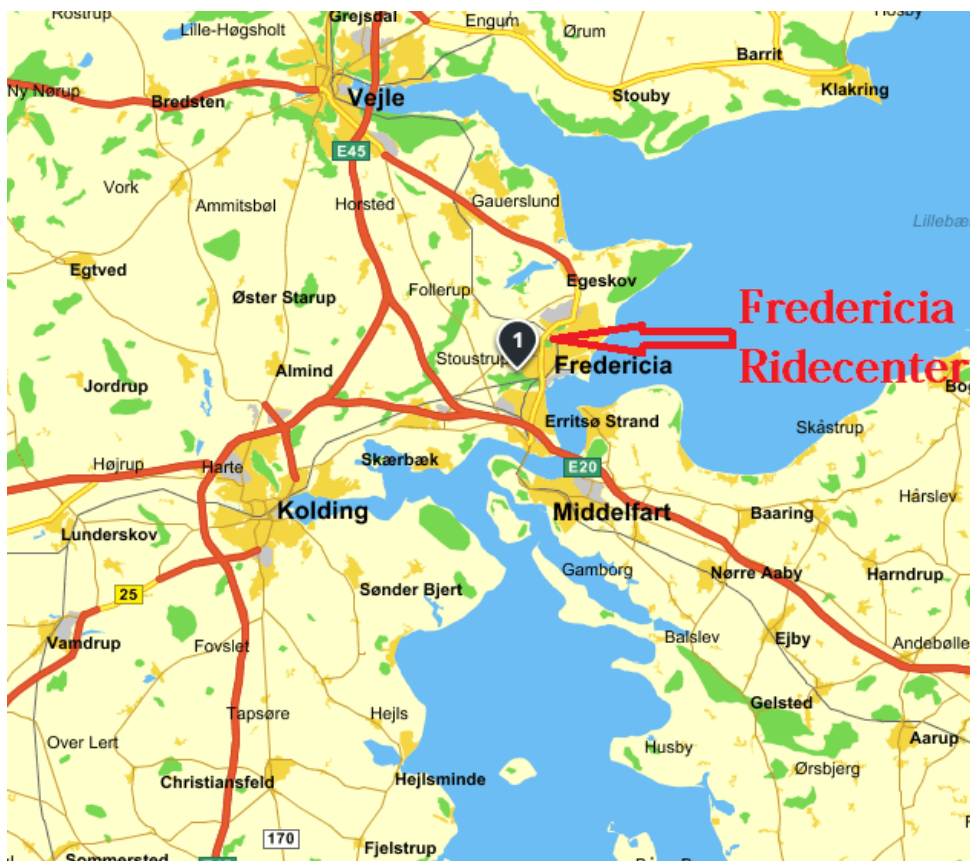 Rostrup
Lille-Høgsholt
Grejsdal
Engum
Ørum
Barrit
Ny Nørup
Bredsten
Vejle
Stouby
Klakring
E45
Vork
Ammitsbøl
Horsted
Gauerslund
Lillebæ
Egtved
Øster Starup
Follerup
Egeskov
Fredericia
Ridecenter
1
Stoustrup
Fredericia
Jordrup
Almind
Erritsø Strand
Skåstrup
Højrup
Harte
Skærbæk
E20
Hårslev
Kolding
Middelfart
Baaring
Lunderskov
Gamborg
Nørre Aaby
Harndrup
25
Sønder Bjert
Vamdrup
Fovslet
Balslev
Ejby
Andebølle
Gelsted
Tapsøre
Hejls
Over Lert
Husby
Aarup
Christiansfeld
Hejlsminde
Ørsbjerg
170
Fjelstrup
Sommersted